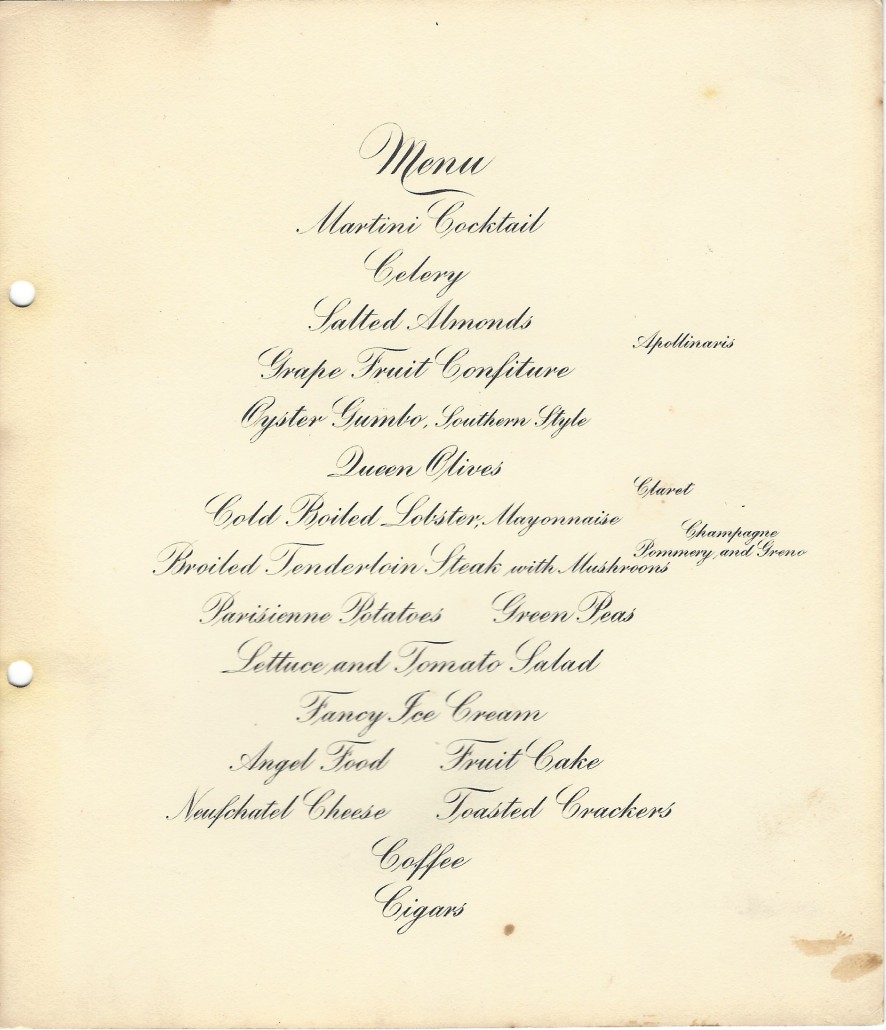 Menu
Martini Cocktail
Celery
Salted Almonds
Apollinaris
Grape Fruit Confiture
Oyster Gumbo, Southern Style
Queen Olives
Claret
Cold Boiled Lobster, Mayonnaise
Champagne
Pommery and Greno
Broiled Tenderloin Steak with Mushroons
Parisienne Potatoes Green Peas
Lettuce and Tomato Salad
Fancy Ice Cream
Angel Food Fruit Cake
Neufchatel Cheese Toasted Crackers
Coffee
Cigars